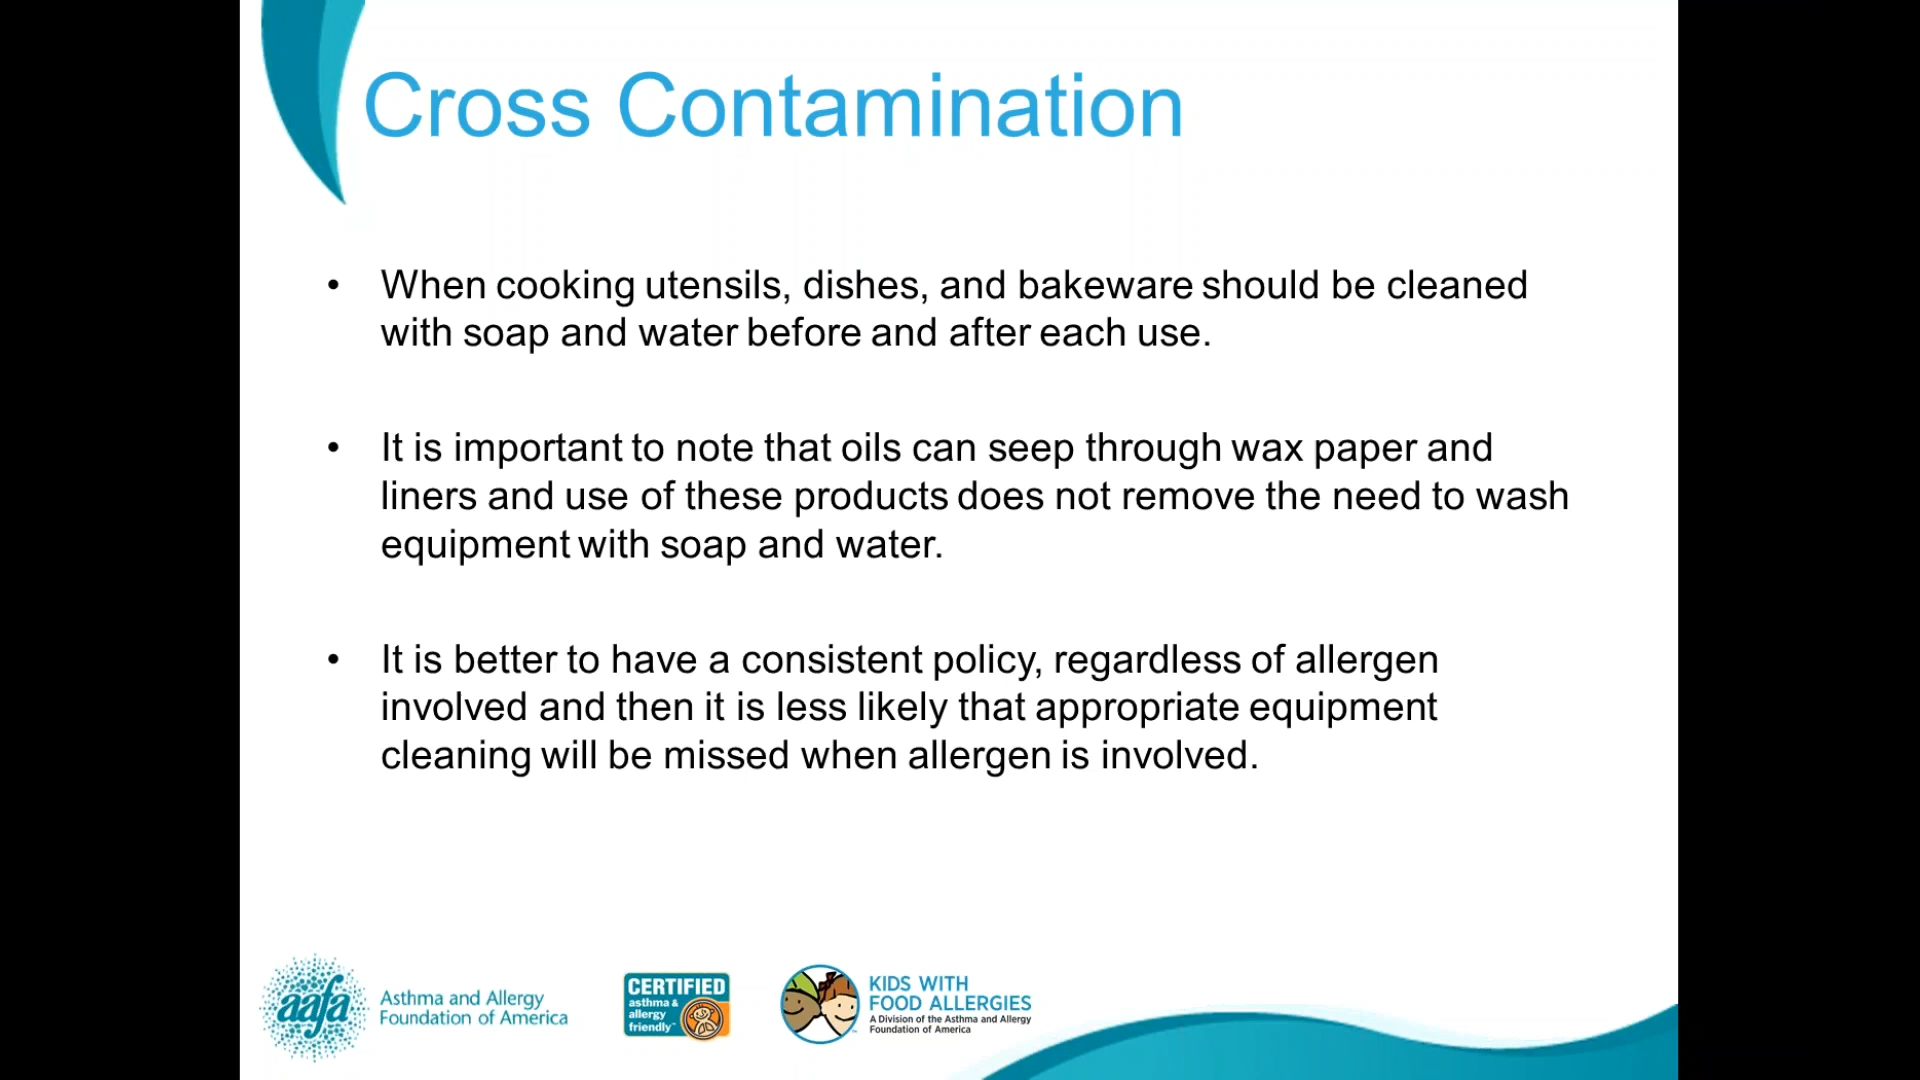 Cross Contamination
• When cooking utensils, dishes, and bakeware should be cleaned
with soap and water before and after each use.
• It is important to note that oils can seep through wax paper and
liners and use of these products does not remove the need to wash
equipment with soap and water.
• It is better to have a consistent policy, regardless of allergen
involved and then it is less likely that appropriate equipment
cleaning will be missed when allergen is involved.
aafa
Asthma and Allergy
Foundation of America
CERTIFIED
asthma &
allergy
friendly™
KIDS WITH
FOOD ALLERGIES
A Division of the Asthma and Allergy
Foundation of America